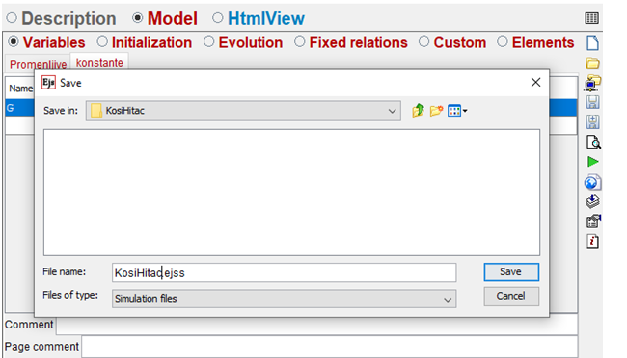 Description Model HtmlView
Variables Initialization Evolution Fixed relations Custom Elements
Promenljive konstante
Name
G
Ejs Save
Save in: KosHitac
File name: KosiHitac.ejss Save
Files of type: Simulation files Cancel
Comment
Page comment